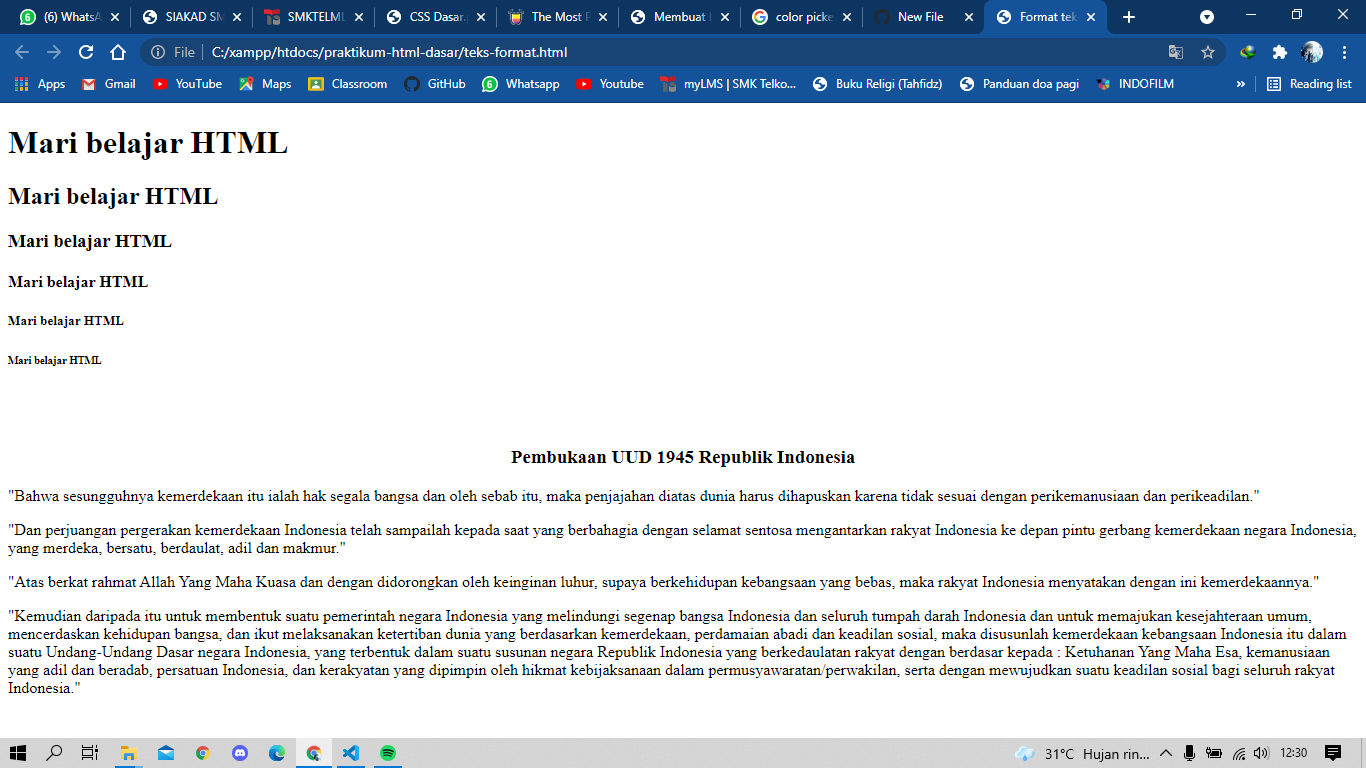 (6) WhatsA
SIAKAD SM
SMKTELML
CSS Dasar.
The Most P
Membuat
color picke
New File
Format tek
File
C:/xampp/htdocs/praktikum-html-dasar/teks-format.html
Apps
Gmail
YouTube
Maps
Classroom
GitHub
Whatsapp
Youtube
myLMS | SMK Telko...
Buku Religi (Tahfidz)
Panduan doa pagi
INDOFILM
»
Reading list
Mari belajar HTML
Mari belajar HTML
Mari belajar HTML
Mari belajar HTML
Mari belajar HTML
Mari belajar HTML
Pembukaan UUD 1945 Republik Indonesia
"Bahwa sesungguhnya kemerdekaan itu ialah hak segala bangsa dan oleh sebab itu, maka penjajahan diatas dunia harus dihapuskan karena tidak sesuai dengan perikemanusiaan dan perikeadilan."
"Dan perjuangan pergerakan kemerdekaan Indonesia telah sampailah kepada saat yang berbahagia dengan selamat sentosa mengantarkan rakyat Indonesia ke depan pintu gerbang kemerdekaan negara Indonesia,
yang merdeka, bersatu, berdaulat, adil dan makmur."
"Atas berkat rahmat Allah Yang Maha Kuasa dan dengan didorongkan oleh keinginan luhur, supaya berkehidupan kebangsaan yang bebas, maka rakyat Indonesia menyatakan dengan ini kemerdekaannya."
"Kemudian daripada itu untuk membentuk suatu pemerintah negara Indonesia yang melindungi segenap bangsa Indonesia dan seluruh tumpah darah Indonesia dan untuk memajukan kesejahteraan umum,
mencerdaskan kehidupan bangsa, dan ikut melaksanakan ketertiban dunia yang berdasarkan kemerdekaan, perdamaian abadi dan keadilan sosial, maka disusunlah kemerdekaan kebangsaan Indonesia itu dalam
suatu Undang-Undang Dasar negara Indonesia, yang terbentuk dalam suatu susunan negara Republik Indonesia yang berkedaulatan rakyat dengan berdasar kepada : Ketuhanan Yang Maha Esa, kemanusiaan
yang adil dan beradab, persatuan Indonesia, dan kerakyatan yang dipimpin oleh hikmat kebijaksanaan dalam permusyawaratan/perwakilan, serta dengan mewujudkan suatu keadilan sosial bagi seluruh rakyat
Indonesia."
31°C Hujan rin...
12:30